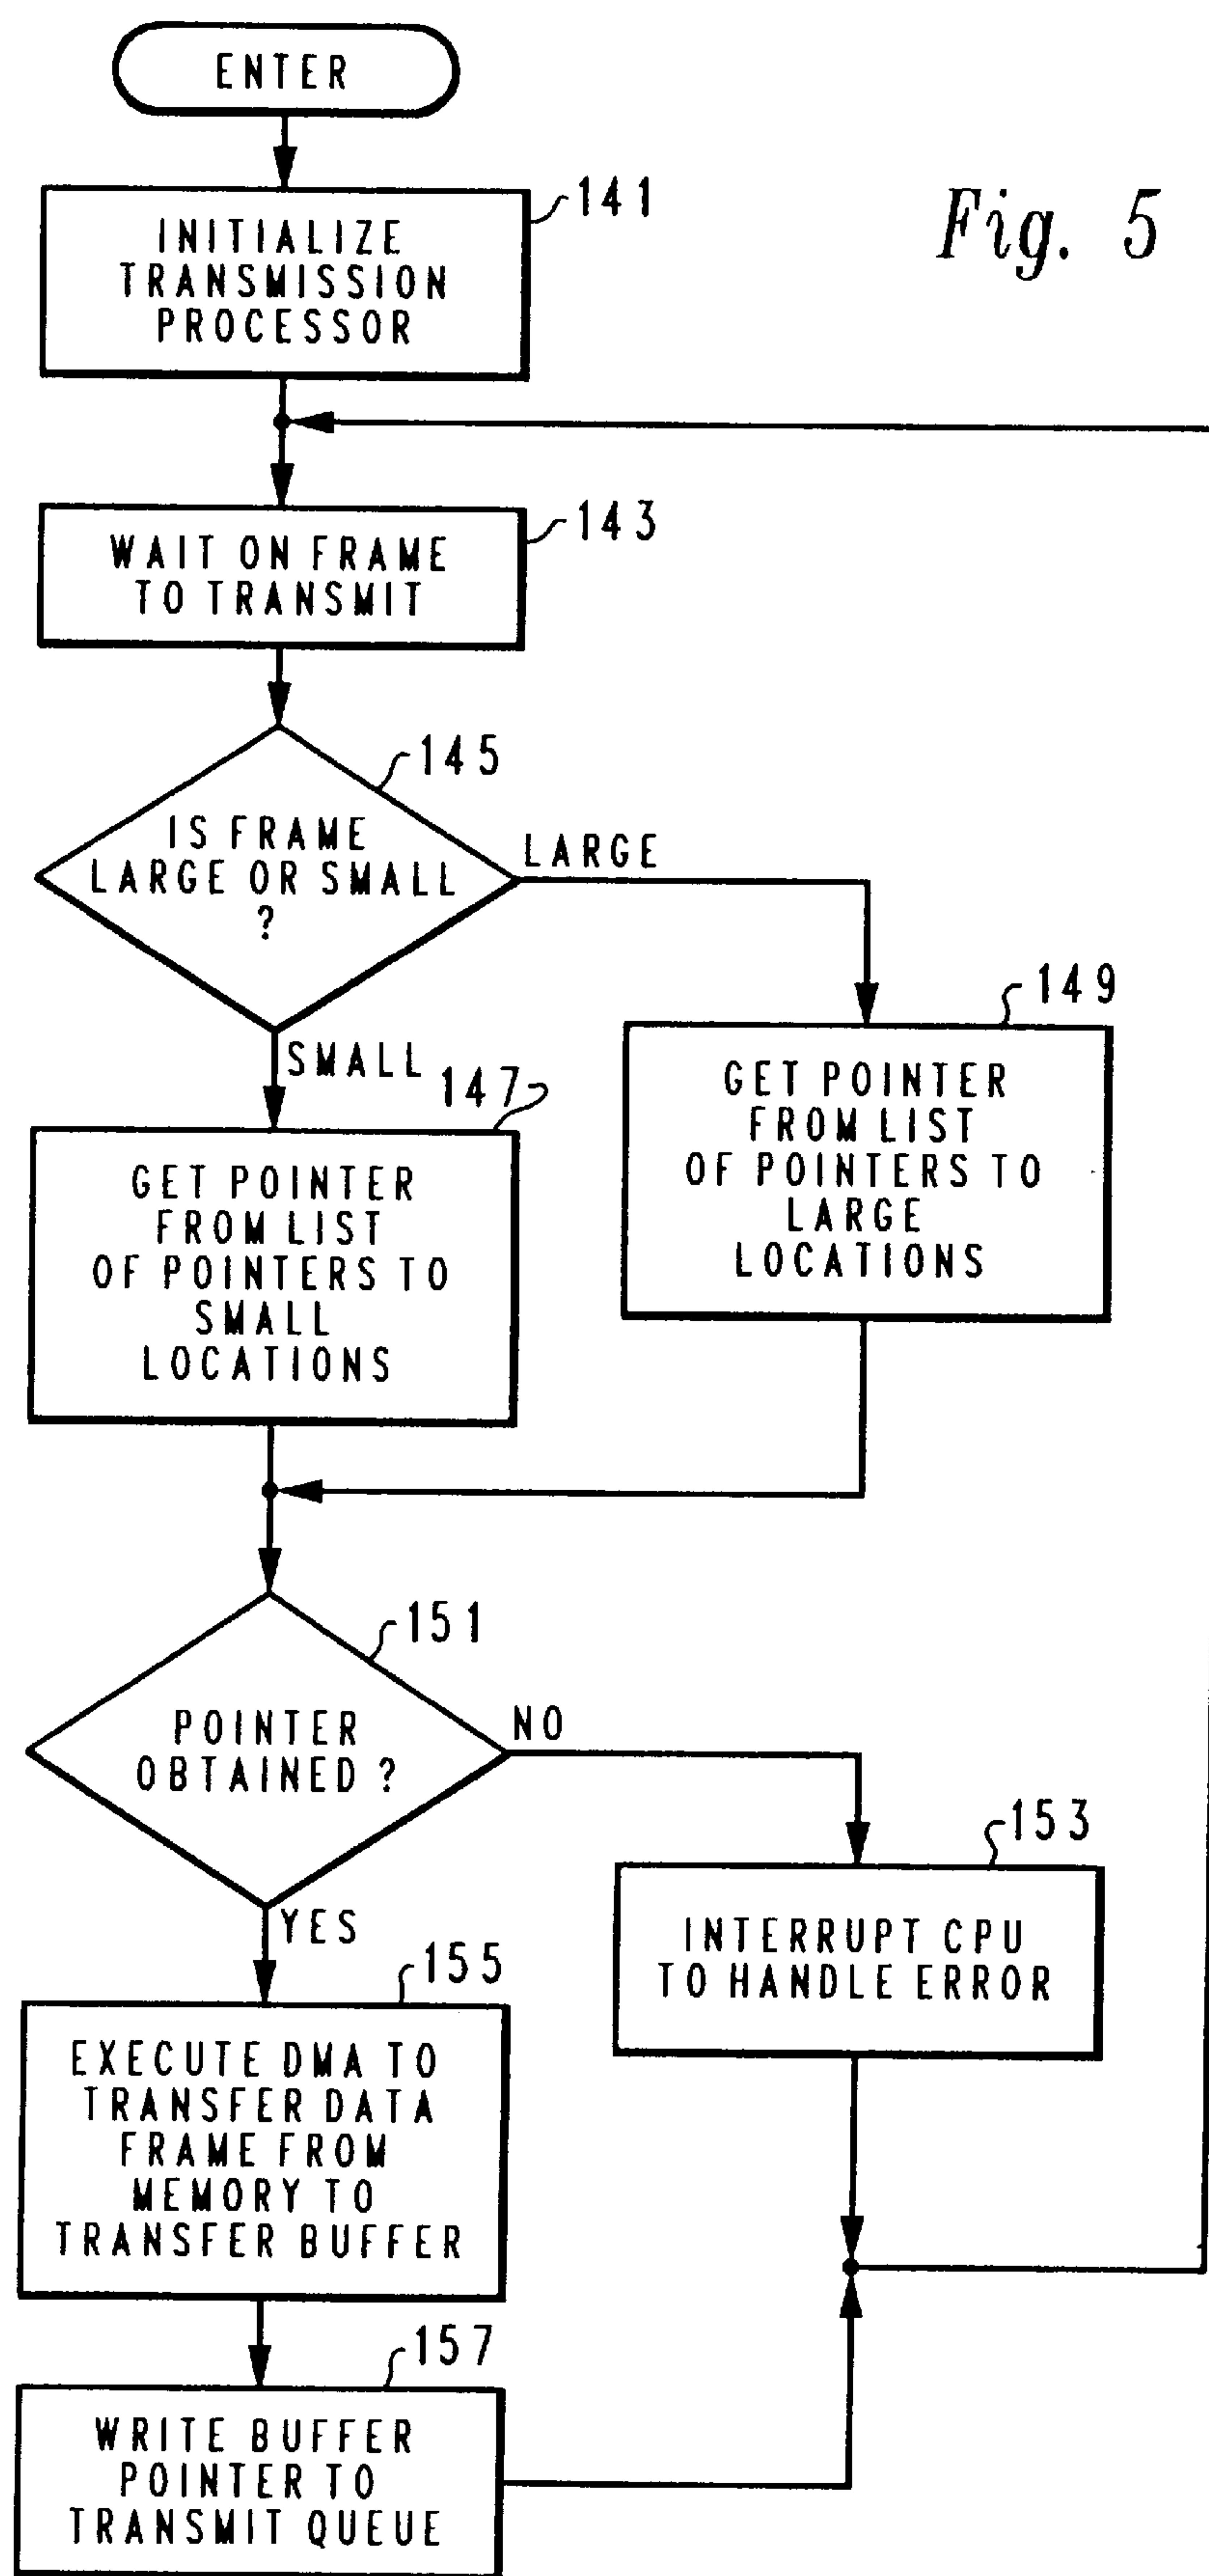 ENTER
141
INITIALIZE
TRANSMISSION
PROCESSOR
Fig. 5
143
WAIT ON FRAME
TO TRANSMIT
145
IS FRAME
LARGE OR SMALL
?
LARGE
SMALL
149
GET POINTER
FROM LIST
OF POINTERS TO
LARGE
LOCATIONS
147
GET POINTER
FROM LIST
OF POINTERS TO
SMALL
LOCATIONS
151
POINTER
OBTAINED ?
NO
YES
153
INTERRUPT CPU
TO HANDLE ERROR
155
EXECUTE DMA TO
TRANSFER DATA
FRAME FROM
MEMORY TO
TRANSFER BUFFER
157
WRITE BUFFER
POINTER TO
TRANSMIT QUEUE